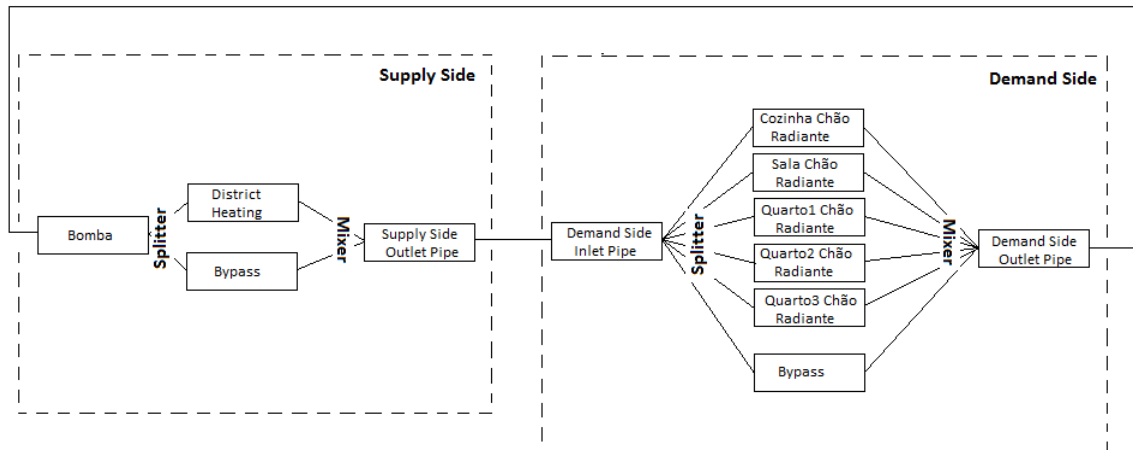 Supply Side
Bomba
Splitter
District
Heating
Bypass
Mixer
Supply Side
Outlet Pipe
Demand Side
Demand Side
Inlet Pipe
Splitter
Cozinha Chão
Radiante
Sala Chão
Radiante
Quarto1 Chão
Radiante
Quarto2 Chão
Radiante
Quarto3 Chão
Radiante
Bypass
Mixer
Demand Side
Outlet Pipe